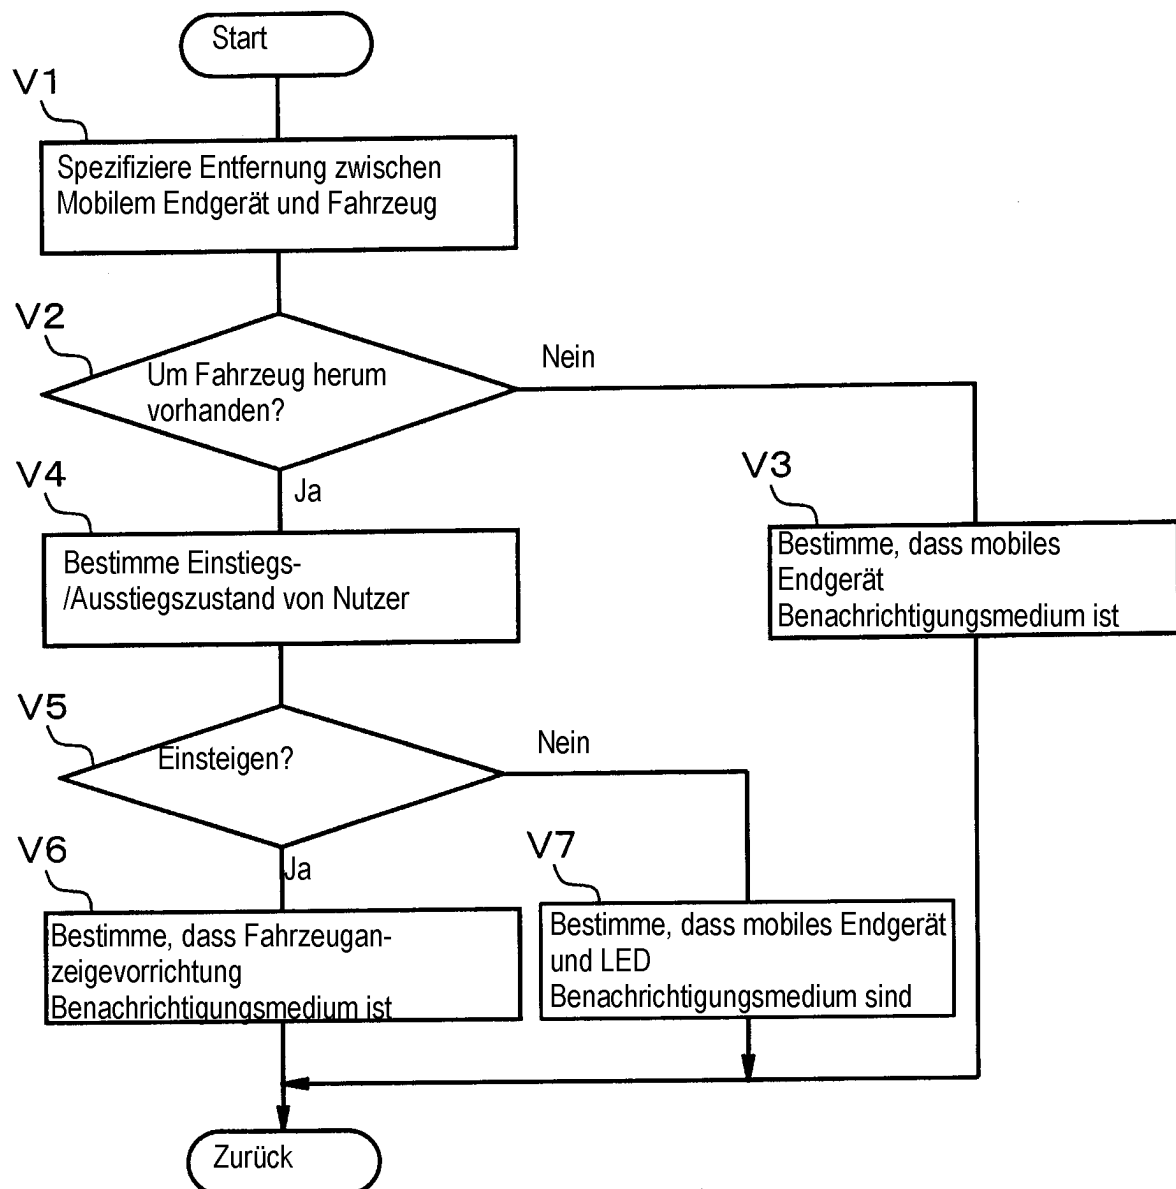 Start
V1
Spezifiziere Entfernung zwischen
Mobilem Endgerät und Fahrzeug
V2
Um Fahrzeug herum
vorhanden?
Nein
Ja
V3
Bestimme, dass mobiles
Endgerät
Benachrichtigungsmedium ist
V4
Bestimme Einstiegs-
/Ausstiegszustand von Nutzer
V5
Einsteigen?
Nein
Ja
V6
Bestimme, dass Fahrzeugan-
zeigevorrichtung
Benachrichtigungsmedium ist
V7
Bestimme, dass mobiles Endgerät
und LED
Benachrichtigungsmedium sind
Zurück